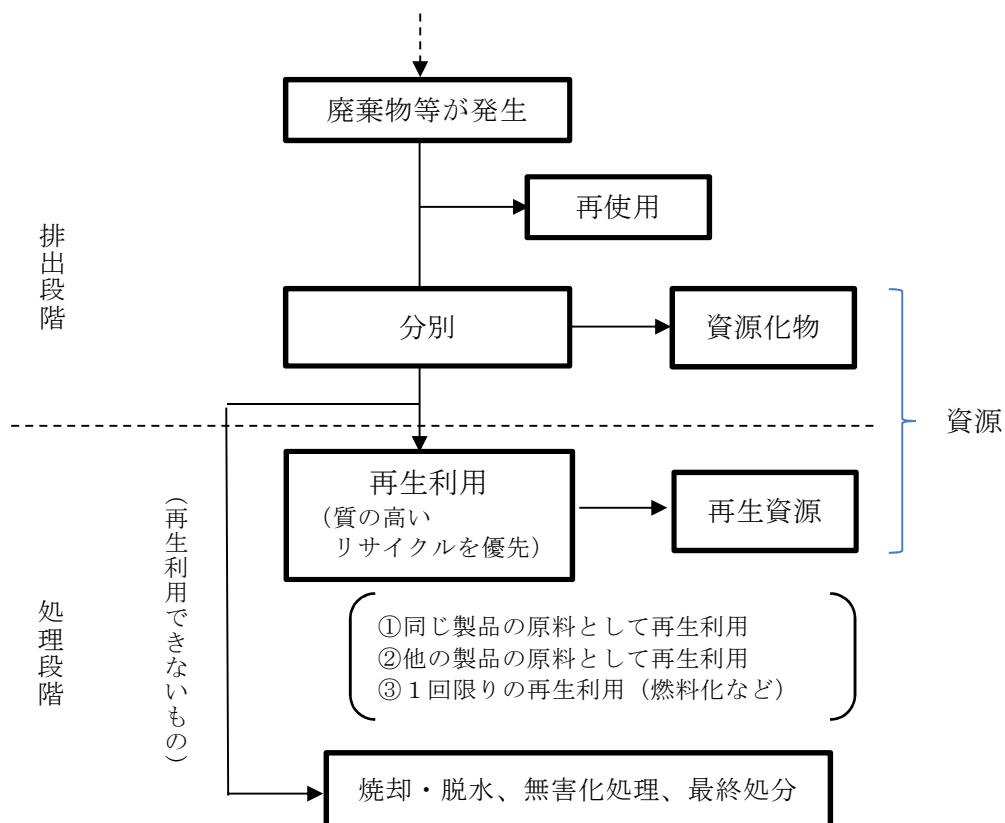 廃棄物等が発生
再使用
排出段階
分別
資源化物
資源
再生利用
（質の高い
リサイクルを優先）
再生資源
（再生利用できないもの）
処理段階
①同じ製品の原料として再生利用
②他の製品の原料として再生利用
③１回限りの再生利用（燃料化など）
焼却・脱水、無害化処理、最終処分